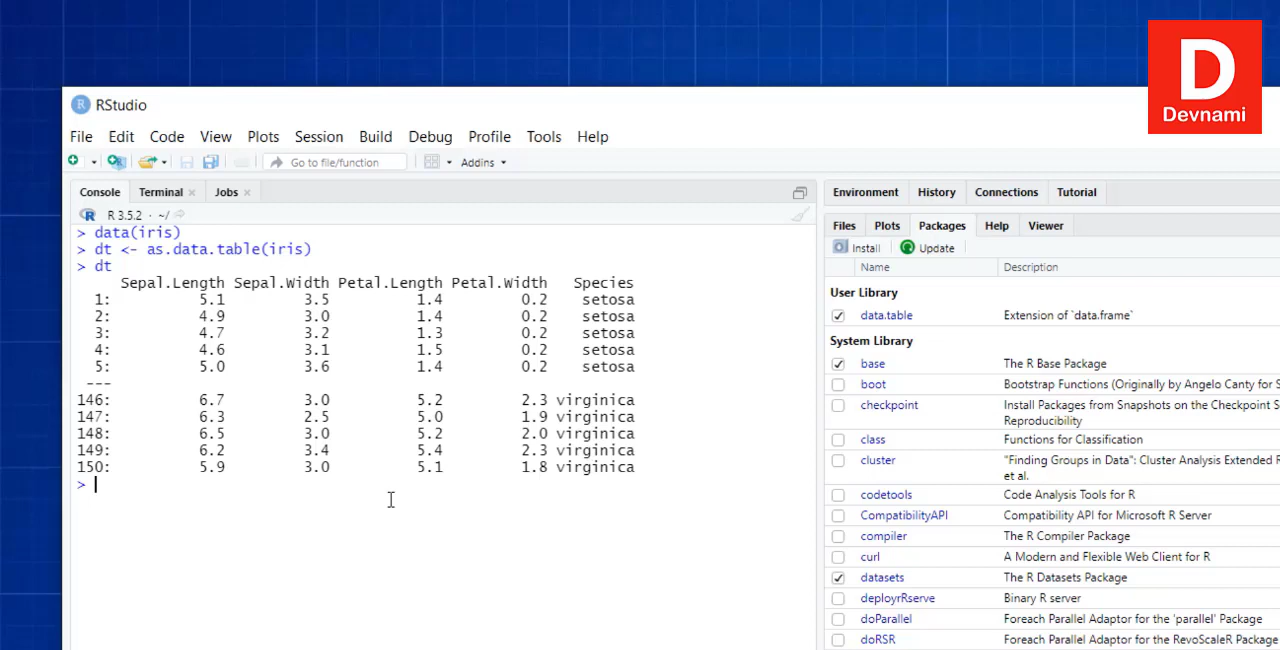 D
Devnami
RStudio
File Edit Code View Plots Session Build Debug Profile Tools Help
Go to file/function Addins
Console Terminal Jobs
R 3.5.2 · ~/
> data(iris)
> dt <- as.data.table(iris)
> dt
Sepal.Length Sepal.Width Petal.Length Petal.Width Species
1: 5.1 3.5 1.4 0.2 setosa
2: 4.9 3.0 1.4 0.2 setosa
3: 4.7 3.2 1.3 0.2 setosa
4: 4.6 3.1 1.5 0.2 setosa
5: 5.0 3.6 1.4 0.2 setosa
---
146: 6.7 3.0 5.2 2.3 virginica
147: 6.3 2.5 5.0 1.9 virginica
148: 6.5 3.0 5.2 2.0 virginica
149: 6.2 3.4 5.4 2.3 virginica
150: 5.9 3.0 5.1 1.8 virginica
>
Environment History Connections Tutorial
Files Plots Packages Help Viewer
Install Update
Name Description
User Library
data.table Extension of `data.frame`
System Library
base The R Base Package
boot Bootstrap Functions (Originally by Angelo Canty for S
checkpoint Install Packages from Snapshots on the Checkpoint S
Reproducibility
class Functions for Classification
cluster "Finding Groups in Data": Cluster Analysis Extended R
et al.
codetools Code Analysis Tools for R
CompatibilityAPI Compatibility API for Microsoft R Server
compiler The R Compiler Package
curl A Modern and Flexible Web Client for R
datasets The R Datasets Package
deployrRserve Binary R server
doParallel Foreach Parallel Adaptor for the 'parallel' Package
doRSR Foreach Parallel Adaptor for the RevoScaleR Package